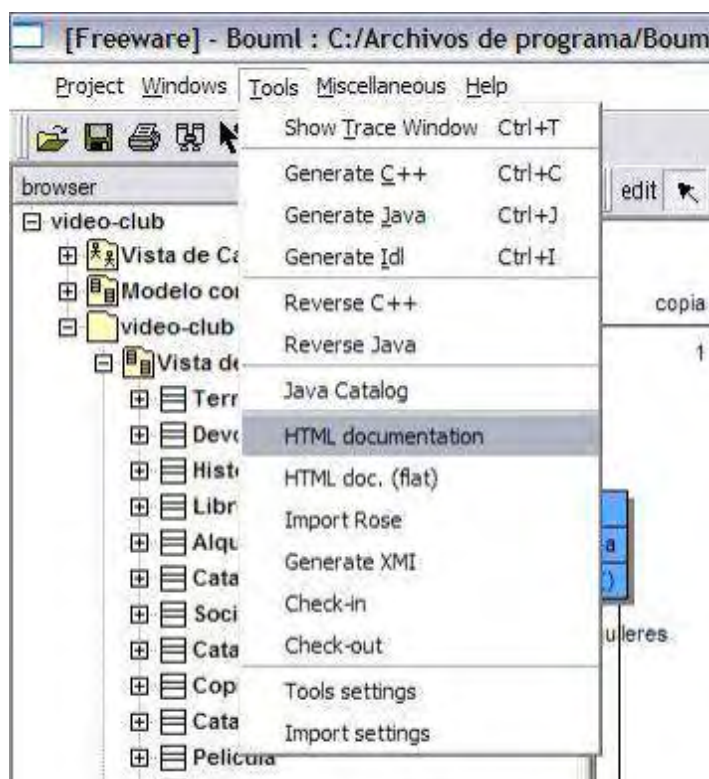 [Freeware] - Bouml : C:/Archivos de programa/Boum
Project Windows Tools Miscellaneous Help
Show Trace Window Ctrl+T
Generate C++ Ctrl+C
Generate Java Ctrl+J
Generate Idl Ctrl+I
Reverse C++
Reverse Java
Java Catalog
HTML documentation
HTML doc. (flat)
Import Rose
Generate XMI
Check-in
Check-out
Tools settings
Import settings
browser
video-club
Vista de Ca
Modelo co
video-club
Vista de
Terr
Devo
Hist
Libr
Alqu
Cata
Soci
Cata
Cop
Cata
Película
edit
copia
1
a
()
ulleres